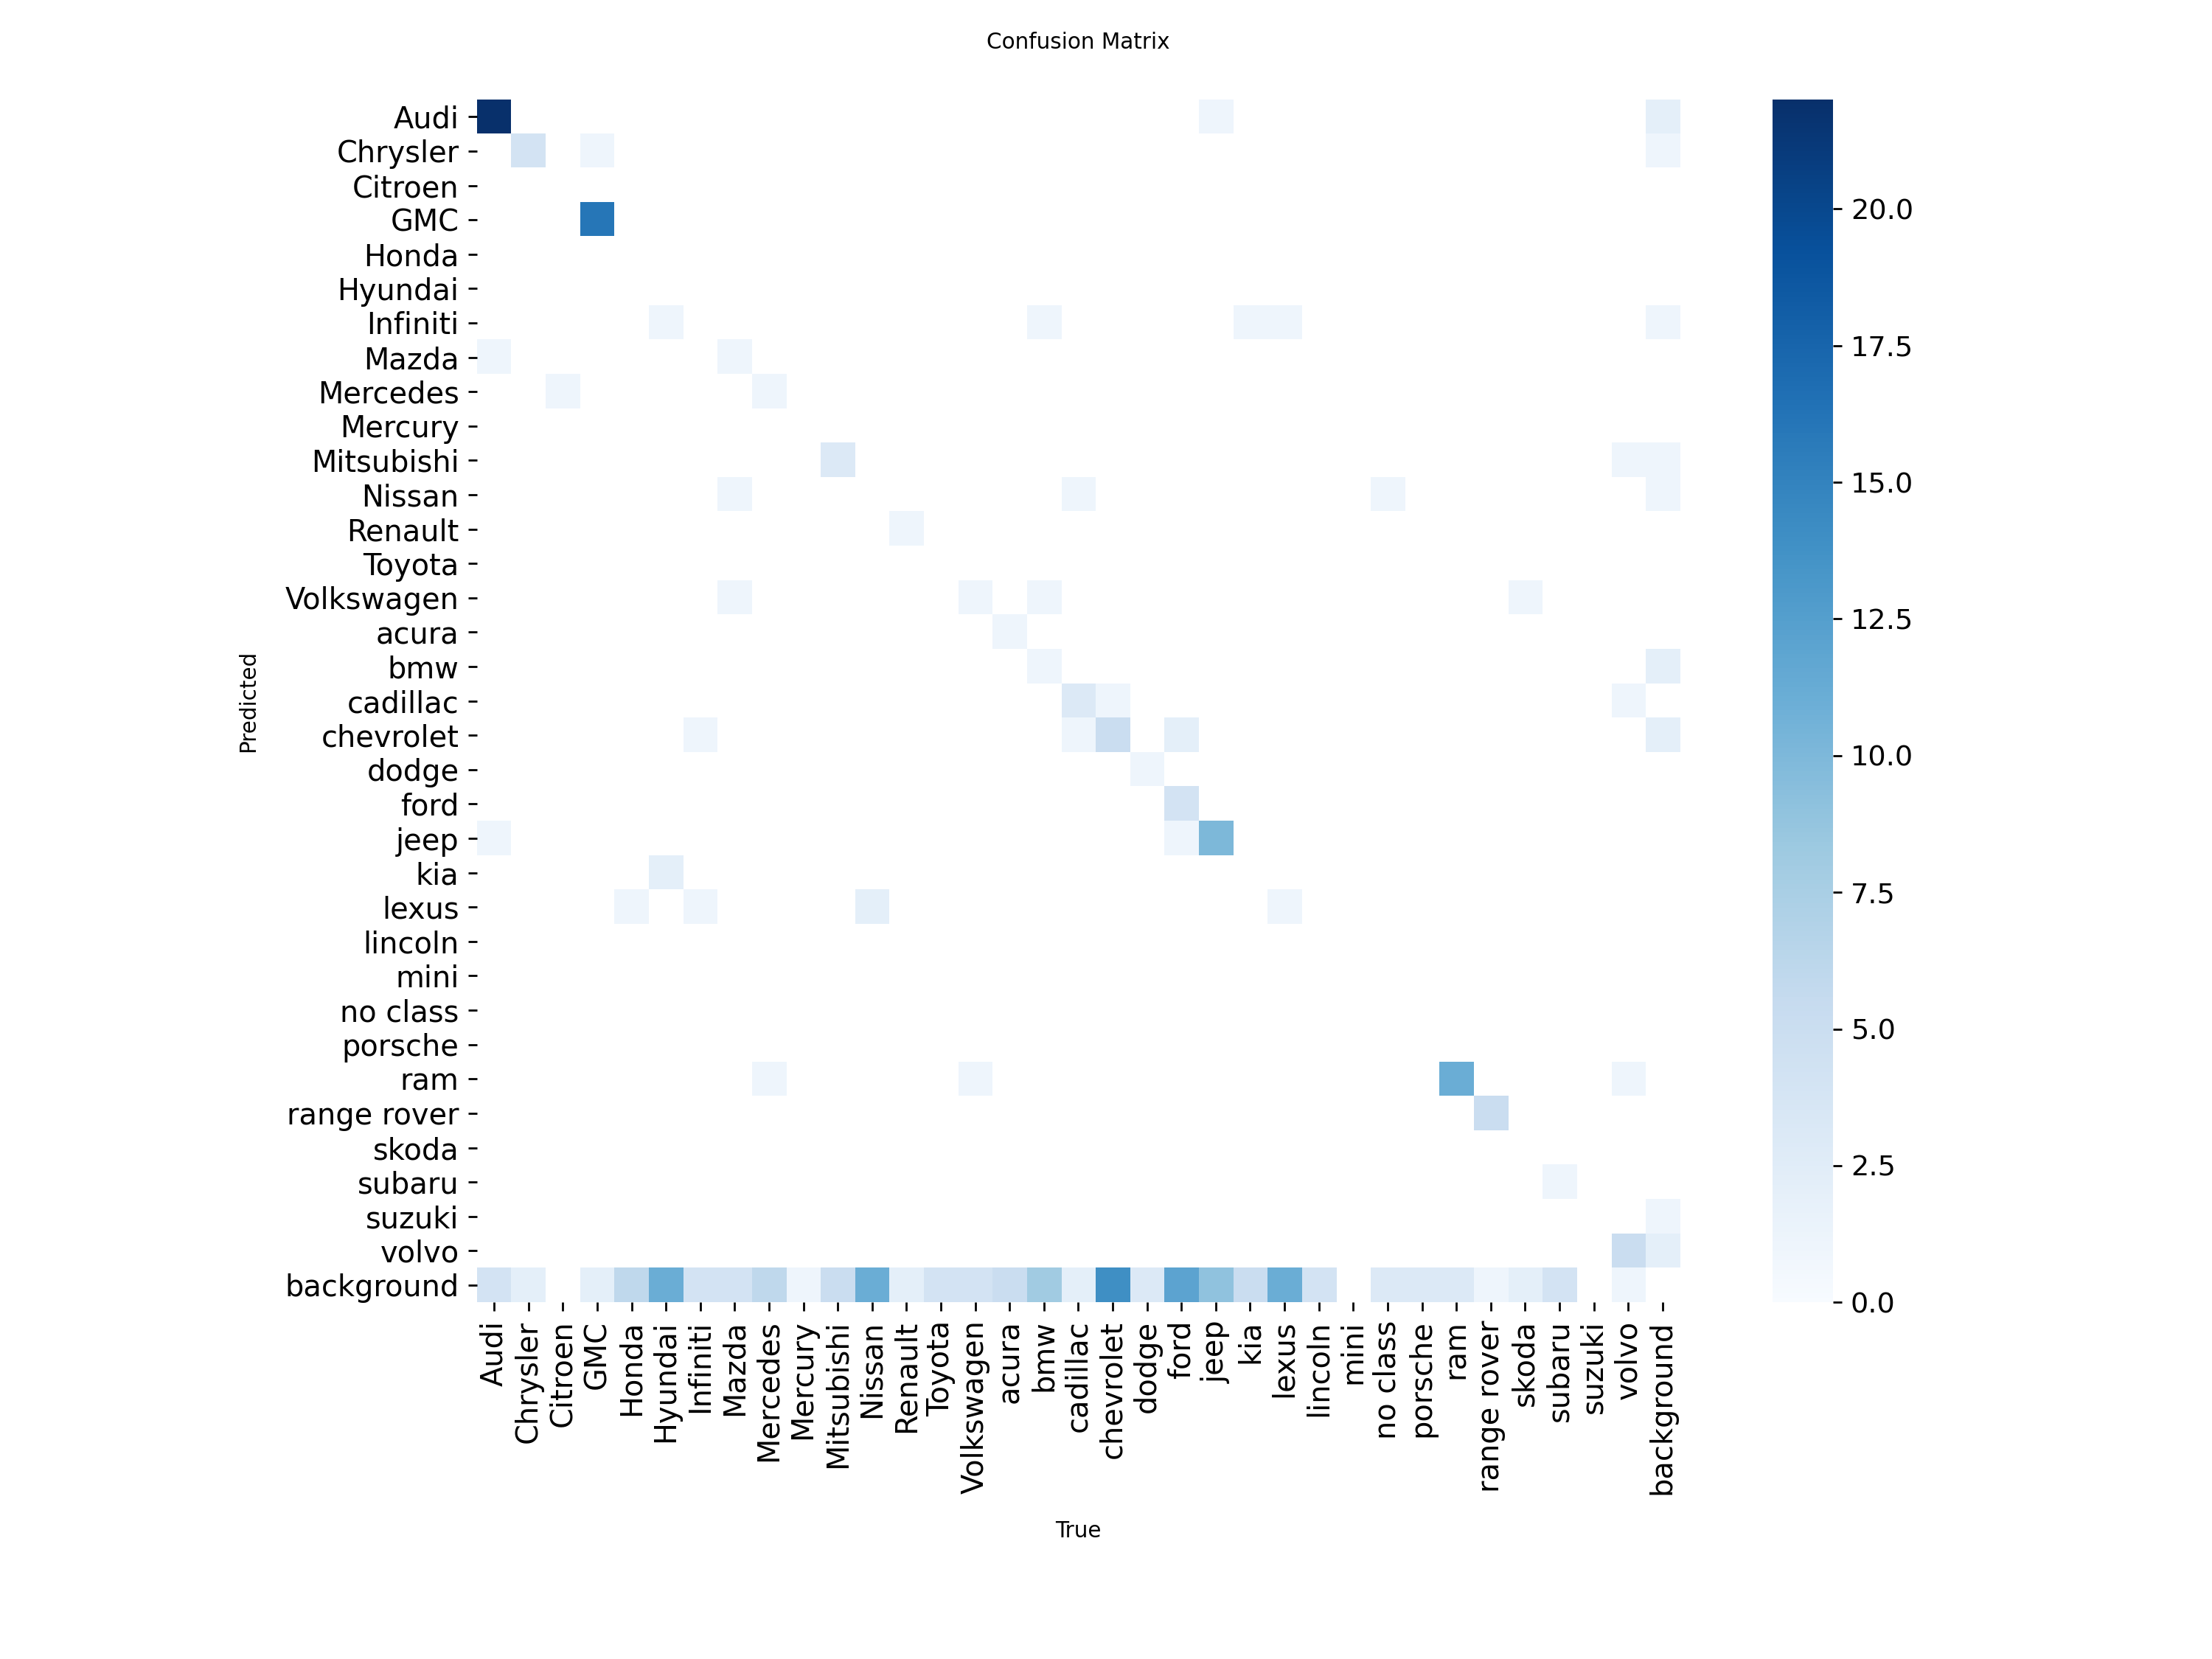 Confusion Matrix
Audi
Chrysler
Citroen
GMC
Honda
Hyundai
Infiniti
Mazda
Mercedes
Mercury
Mitsubishi
Nissan
Renault
Toyota
Volkswagen
acura
bmw
cadillac
chevrolet
dodge
ford
jeep
kia
lexus
lincoln
mini
no class
porsche
ram
range rover
skoda
subaru
suzuki
volvo
background
Predicted
Audi
Chrysler
Citroen
GMC
Honda
Hyundai
Infiniti
Mazda
Mercedes
Mercury
Mitsubishi
Nissan
Renault
Toyota
Volkswagen
acura
bmw
cadillac
chevrolet
dodge
ford
jeep
kia
lexus
lincoln
mini
no class
porsche
ram
range rover
skoda
subaru
suzuki
volvo
background
True
20.0
17.5
15.0
12.5
10.0
7.5
5.0
2.5
0.0